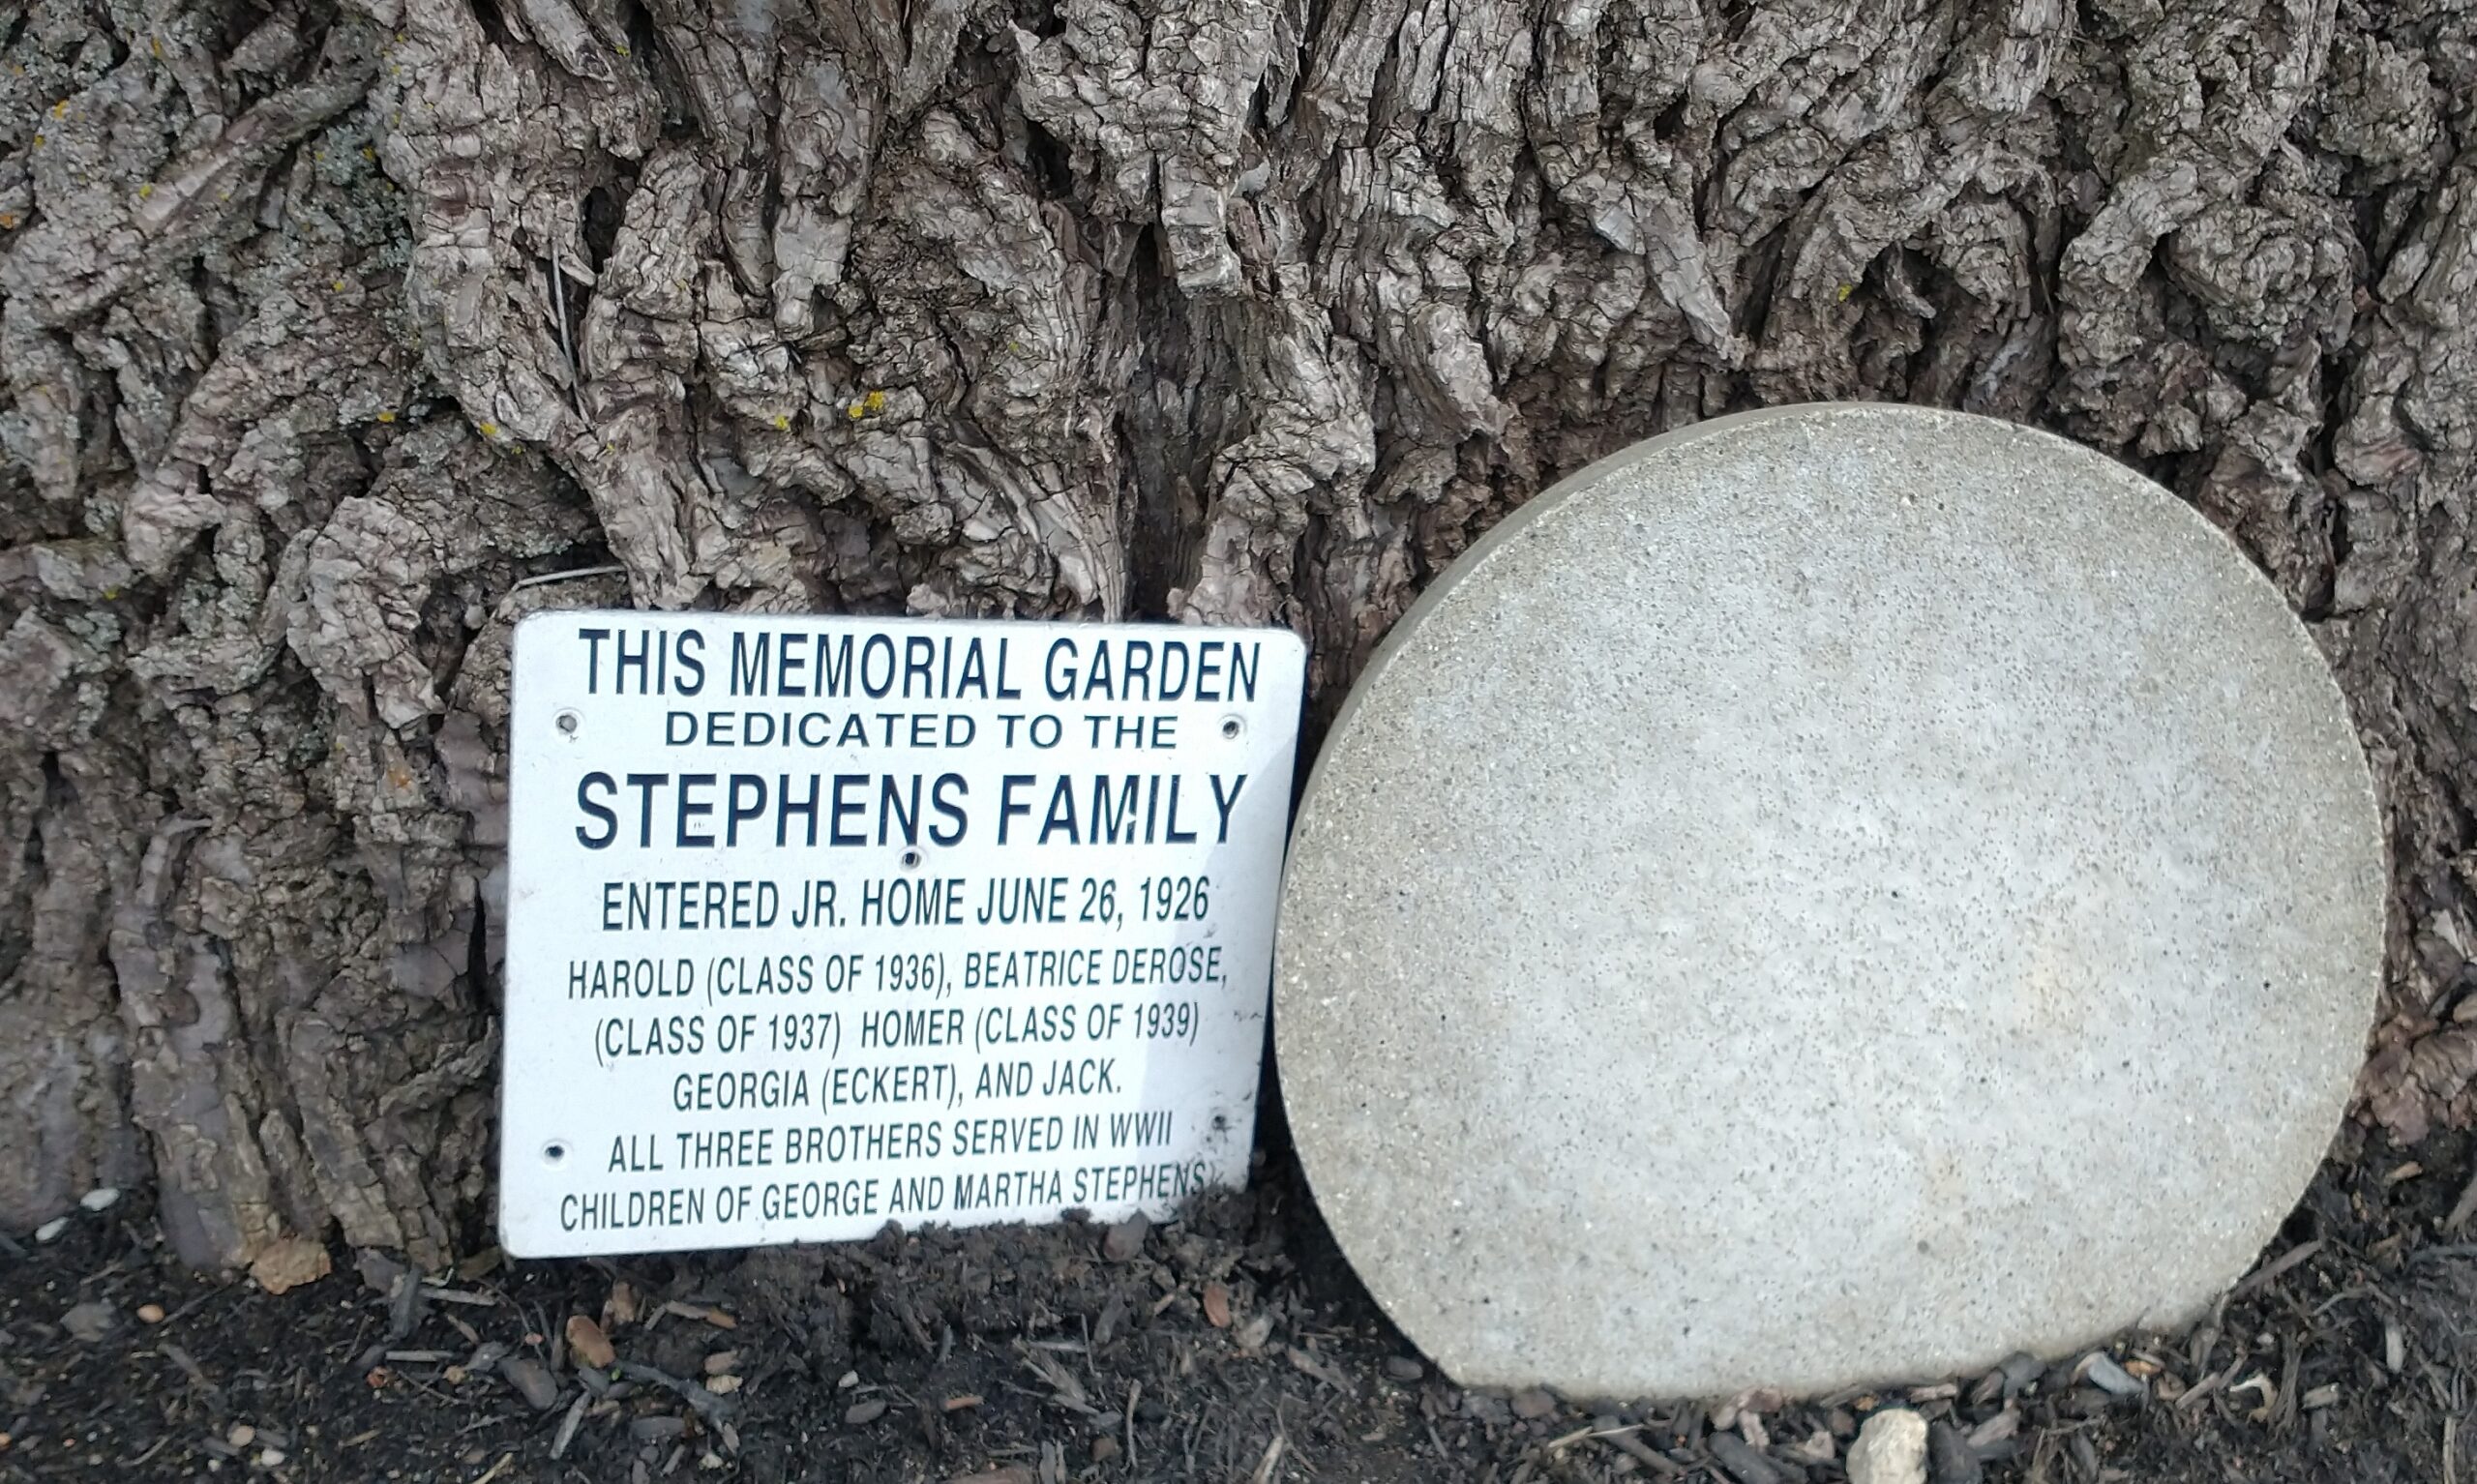 THIS MEMORIAL GARDEN
DEDICATED TO THE
STEPHENS FAMILY
ENTERED JR. HOME JUNE 26, 1926
HAROLD (CLASS OF 1936), BEATRICE DEROSE,
(CLASS OF 1937) HOMER (CLASS OF 1939)
GEORGIA (ECKERT), AND JACK.
ALL THREE BROTHERS SERVED IN WWII
CHILDREN OF GEORGE AND MARTHA STEPHENS